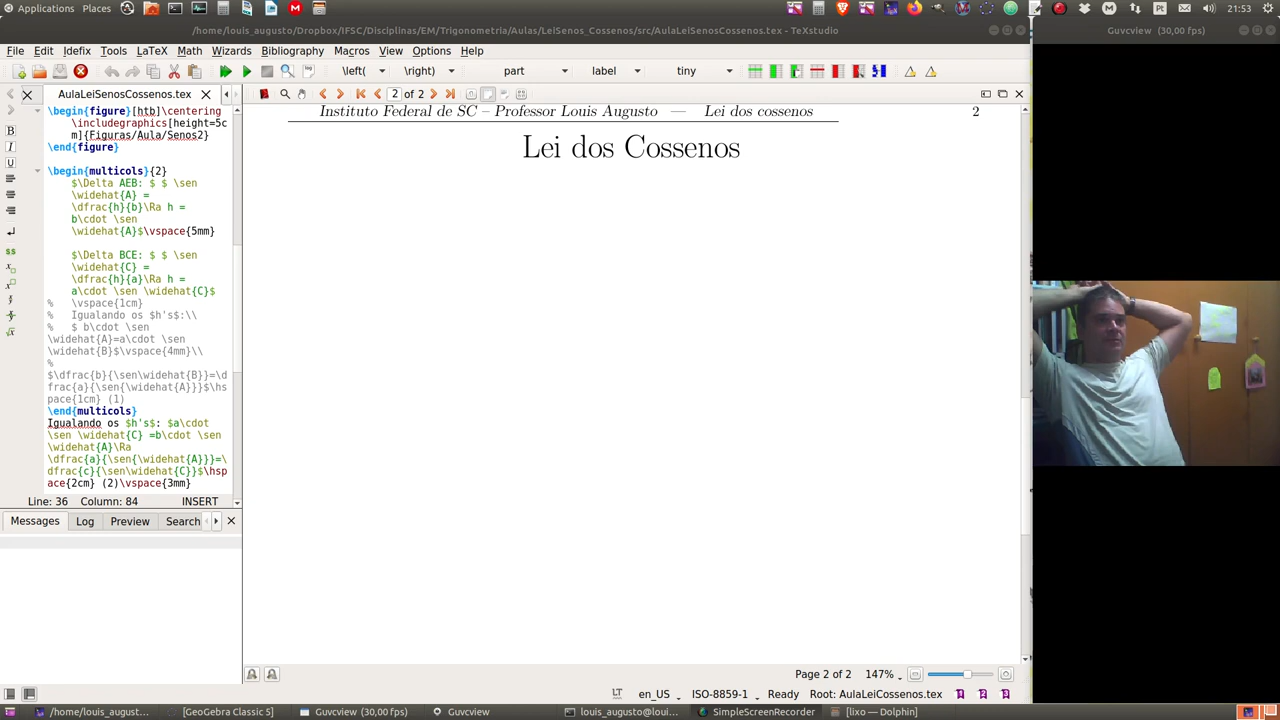 Applications Places Pt 21:53
/home/louis_augusto/Dropbox/IFSC/Disciplinas/EM/Trigonometria/Aulas/LeiSenos_Cossenos/src/AulaLeiSenosCossenos.tex - TeXstudio
Guvcview (30,00 fps)
File Edit Idefix Tools LaTeX Math Wizards Bibliography Macros View Options Help
\left( \right) part label tiny
AulaLeiSenosCossenos.tex
2 of 2
\begin{figure}[htb]\centering
\includegraphics[height=5c
m]{Figuras/Aula/Senos2}
\end{figure}
\begin{multicols}{2}
$\Delta AEB: $ $ \sen
\widehat{A} =
\dfrac{h}{b}\Ra h =
b\cdot \sen
\widehat{A}$\vspace{5mm}
$\Delta BCE: $ $ \sen
\widehat{C} =
\dfrac{h}{a}\Ra h =
a\cdot \sen \widehat{C}$
% \vspace{1cm}
% Igualando os $h's$:\\
% $ b\cdot \sen
\widehat{A}=a\cdot \sen
\widehat{B}$\vspace{4mm}\\
%
$\dfrac{b}{\sen\widehat{B}}=\d
frac{a}{\sen{\widehat{A}}}$\hs
pace{1cm} (1)
\end{multicols}
Igualando os $h's$: $a\cdot
\sen \widehat{C} =b\cdot \sen
\widehat{A}\Ra
\dfrac{a}{\sen{\widehat{A}}}=\
dfrac{c}{\sen\widehat{C}}$\hsp
ace{2cm} (2)\vspace{3mm}
Line: 36 Column: 84 INSERT
Messages Log Preview Search
Instituto Federal de SC – Professor Louis Augusto — Lei dos cossenos 2
Lei dos Cossenos
Page 2 of 2 147%
en_US ISO-8859-1 Ready Root: AulaLeiCossenos.tex
/home/louis_august... [GeoGebra Classic 5] Guvcview (30,00 fps) Guvcview louis_augusto@loui... SimpleScreenRecorder [lixo — Dolphin]